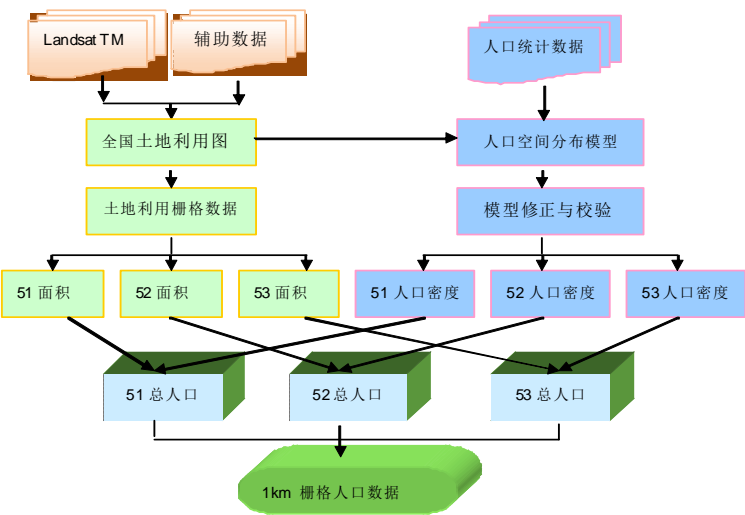 Landsat TM
辅助数据
人口统计数据
全国土地利用图
人口空间分布模型
土地利用栅格数据
模型修正与校验
51 面积
52 面积
53 面积
51 人口密度
52 人口密度
53人口密度
51 总人口
52总人口
53 总人口
1km 栅格人口数据